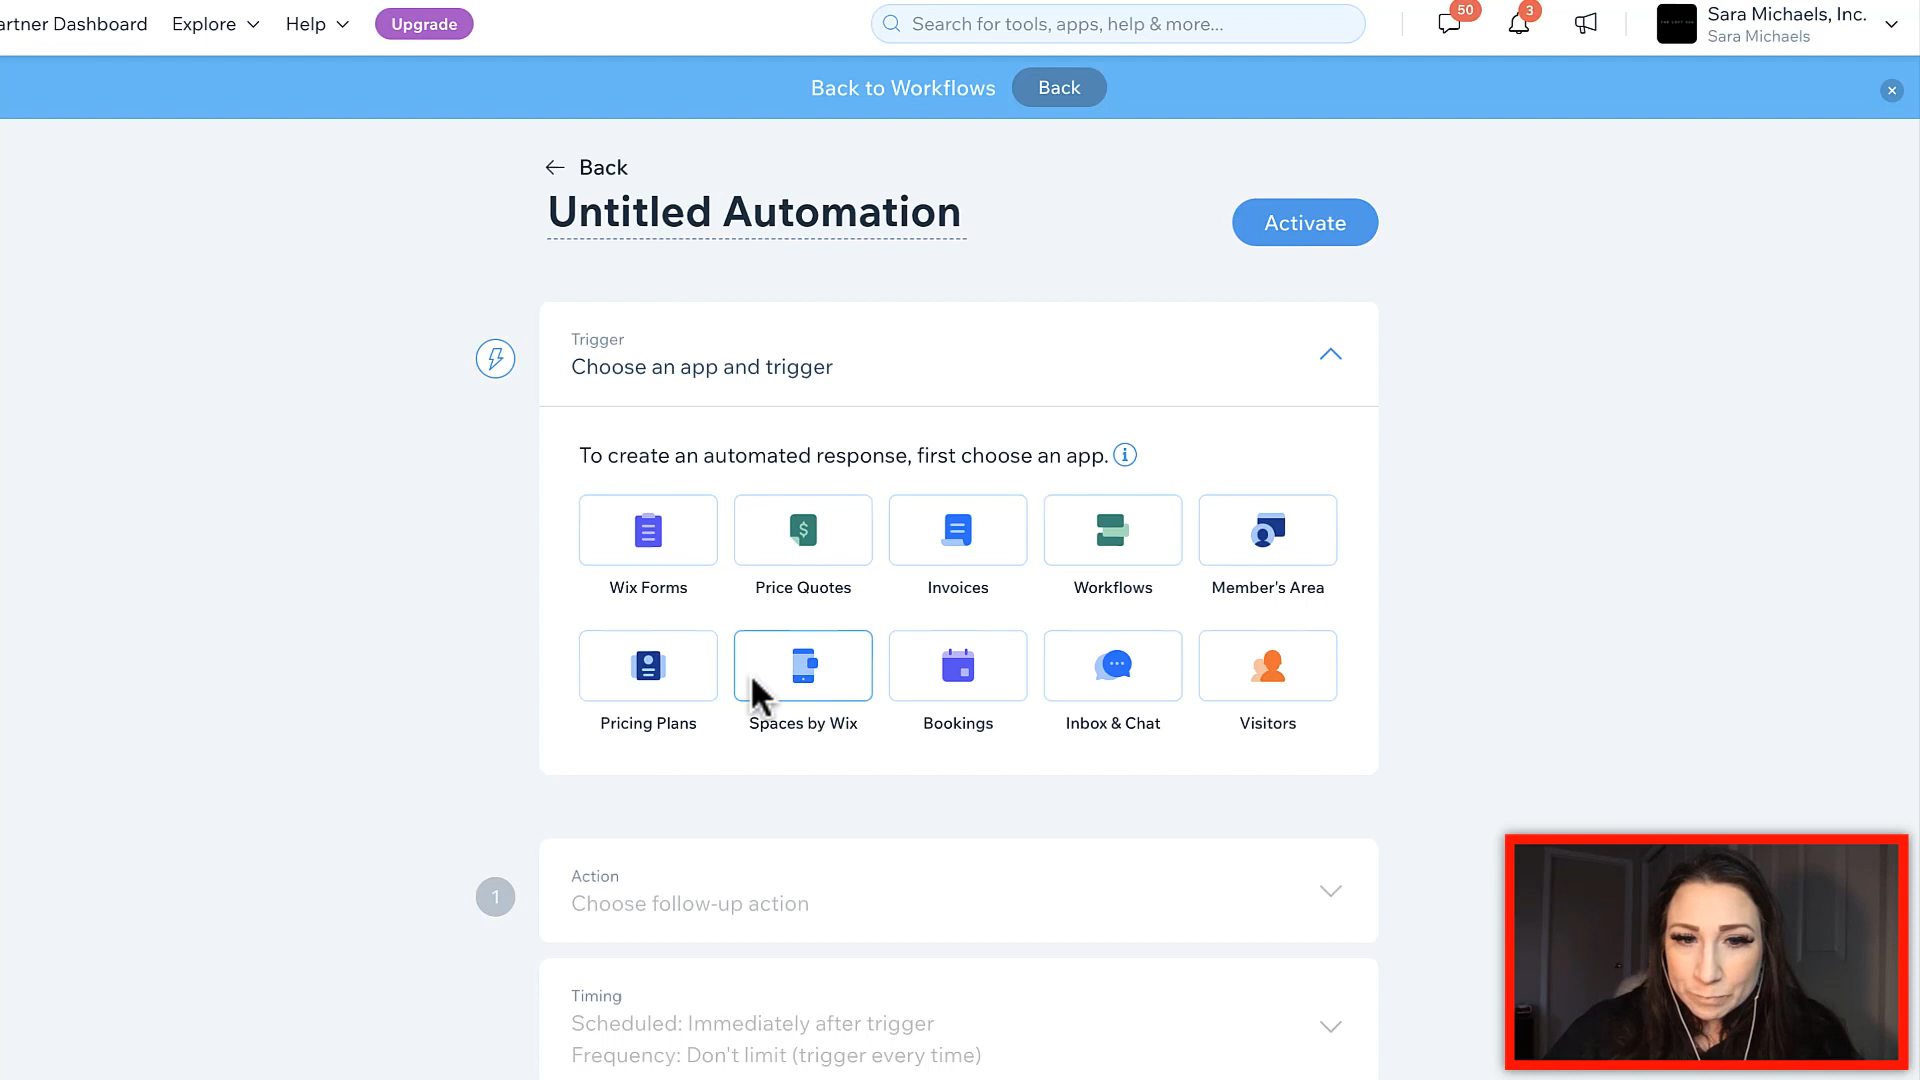 artner Dashboard
Explore
Help
Upgrade
Search for tools, apps, help & more...
50
3
Sara Michaels, Inc.
Sara Michaels
Back to Workflows
Back
Back
Untitled Automation
Activate
Trigger
Choose an app and trigger
To create an automated response, first choose an app.
Wix Forms
Price Quotes
Invoices
Workflows
Member's Area
Pricing Plans
Spaces by Wix
Bookings
Inbox & Chat
Visitors
1
Action
Choose follow-up action
Timing
Scheduled: Immediately after trigger
Frequency: Don't limit (trigger every time)